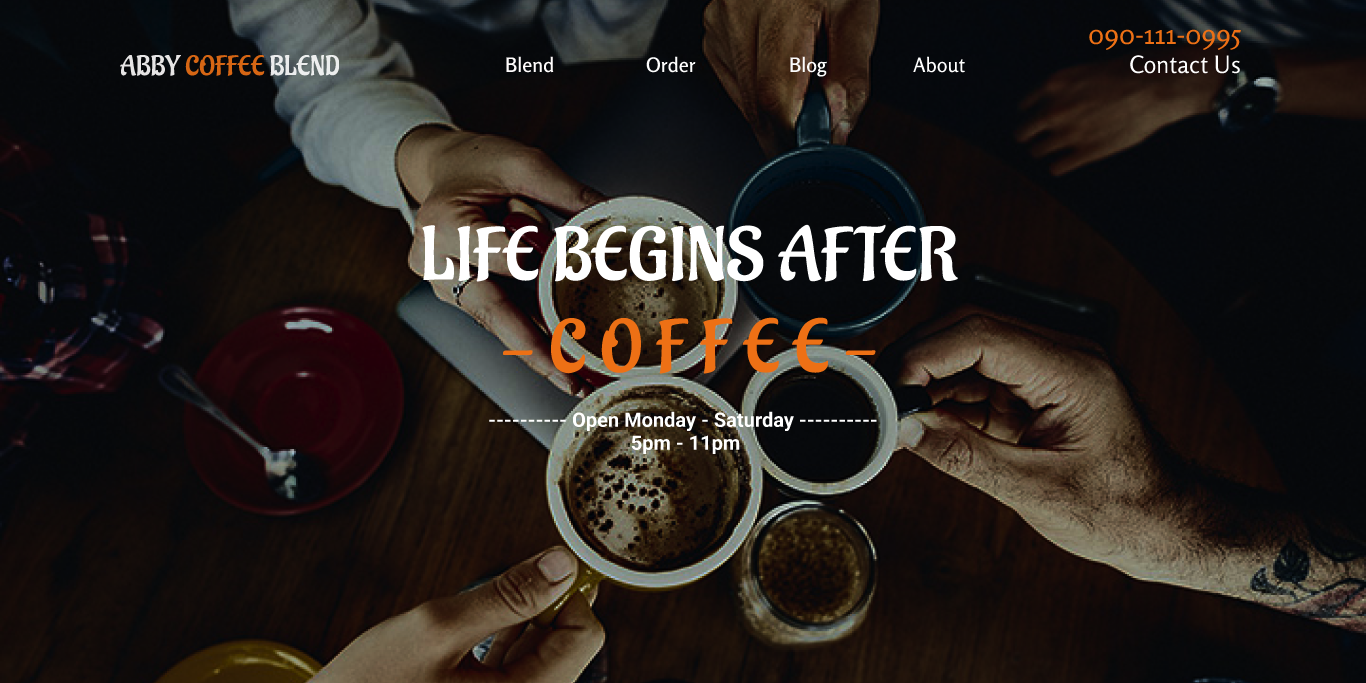 ABBY COFFEE BLEND
Blend
Order
Blog
About
090-111-0995
Contact Us
LIFE BEGINS AFTER
– COFFEE –
---------- Open Monday - Saturday ----------
5pm - 11pm